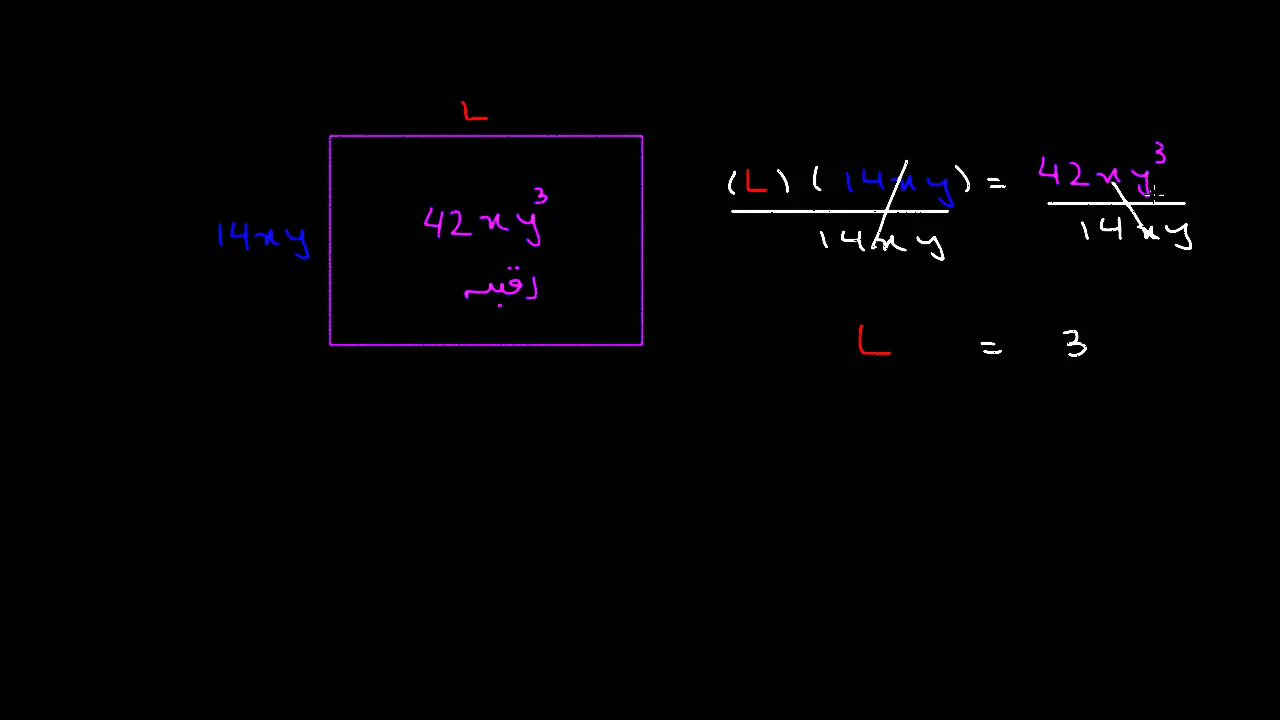 L
14xy
42xy³
رقبہ
(L) (14xy) = 42xy³
14xy 14xy
L = 3